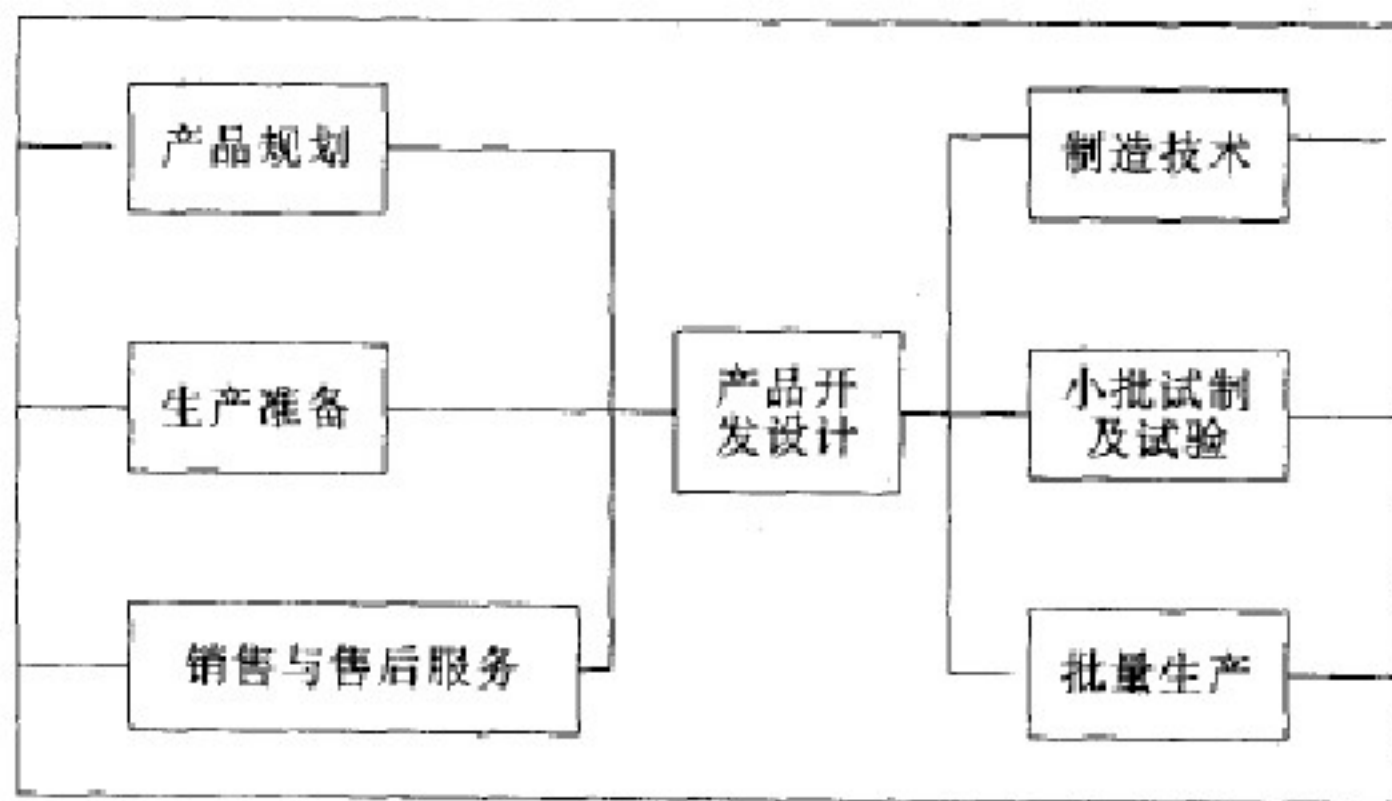 产品规划
制造技术
生产准备
产品开
发设计
小批试制
及试验
销售与售后服务
批量生产